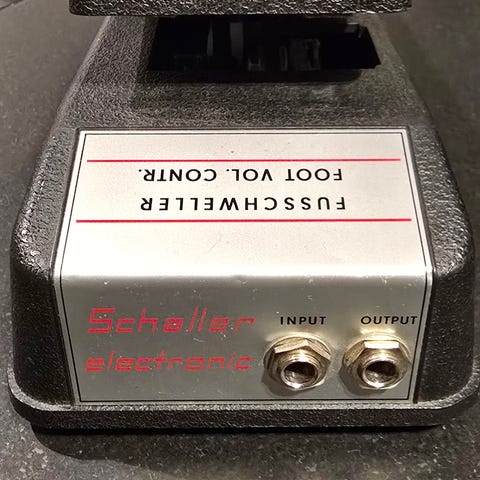 FUSSCHWELLER
FOOT VOL. CONTR.
Schaller
electronic
INPUT
OUTPUT